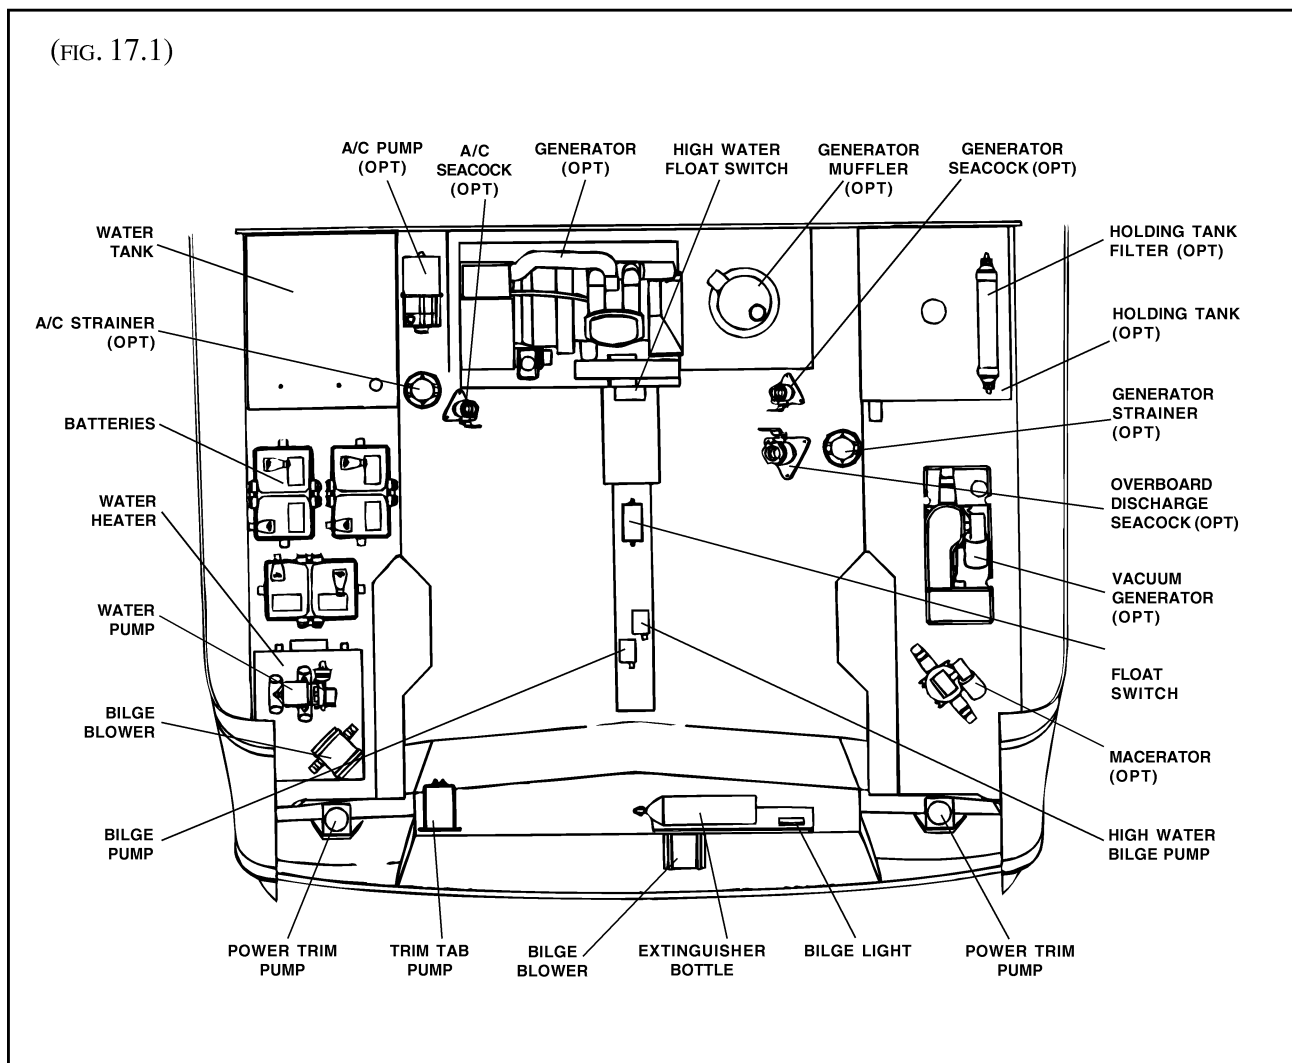 (FIG. 17.1)
A/C PUMP
(OPT)
A/C
SEACOCK
(OPT)
GENERATOR
(OPT)
HIGH WATER
FLOAT SWITCH
GENERATOR
MUFFLER
(OPT)
GENERATOR
SEACOCK (OPT)
WATER
TANK
A/C STRAINER
(OPT)
BATTERIES
WATER
HEATER
WATER
PUMP
BILGE
BLOWER
BILGE
PUMP
HOLDING TANK
FILTER (OPT)
HOLDING TANK
(OPT)
GENERATOR
STRAINER
(OPT)
OVERBOARD
DISCHARGE
SEACOCK (OPT)
VACUUM
GENERATOR
(OPT)
FLOAT
SWITCH
MACERATOR
(OPT)
HIGH WATER
BILGE PUMP
POWER TRIM
PUMP
TRIM TAB
PUMP
BILGE
BLOWER
EXTINGUISHER
BOTTLE
BILGE LIGHT
POWER TRIM
PUMP